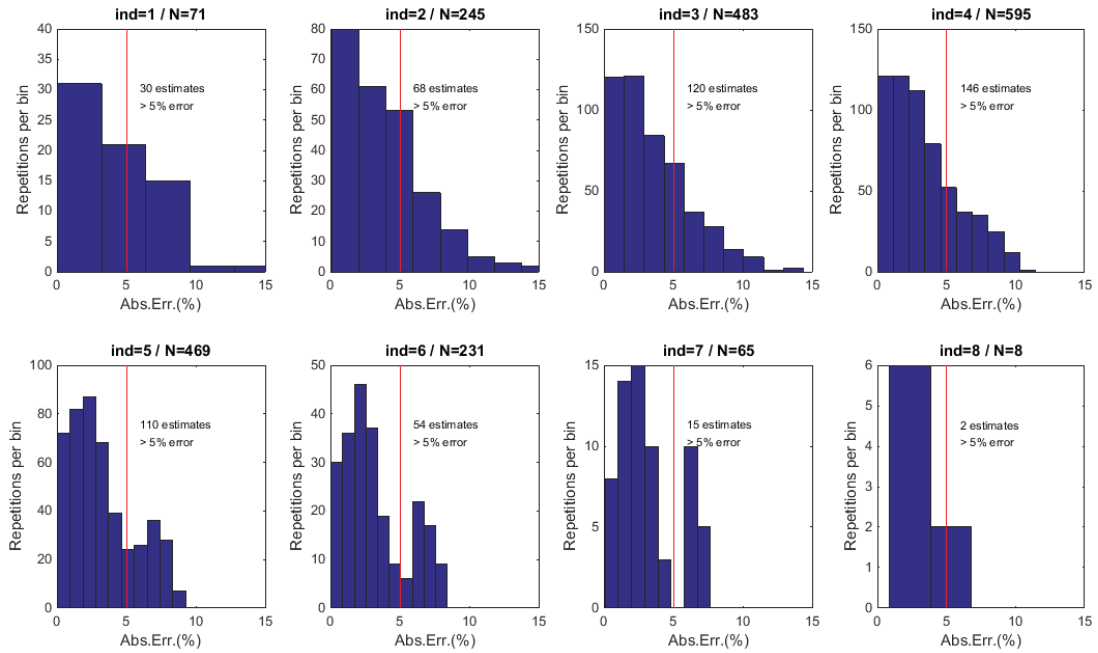 ind=1 / N=71
ind=2 / N=245
ind=3 / N=483
ind=4 / N=595
Repetitions per bin
40
35
30
25
20
15
10
5
0
30 estimates
> 5% error
0 5 10 15
Abs.Err.(%)
Repetitions per bin
80
70
60
50
40
30
20
10
0
68 estimates
> 5% error
0 5 10 15
Abs.Err.(%)
Repetitions per bin
150
100
50
0
120 estimates
> 5% error
0 5 10 15
Abs.Err.(%)
Repetitions per bin
150
100
50
0
146 estimates
> 5% error
0 5 10 15
Abs.Err.(%)
ind=5 / N=469
ind=6 / N=231
ind=7 / N=65
ind=8 / N=8
Repetitions per bin
100
80
60
40
20
0
110 estimates
> 5% error
0 5 10 15
Abs.Err.(%)
Repetitions per bin
50
40
30
20
10
0
54 estimates
> 5% error
0 5 10 15
Abs.Err.(%)
Repetitions per bin
15
10
5
0
15 estimates
> 5% error
0 5 10 15
Abs.Err.(%)
Repetitions per bin
6
5
4
3
2
1
0
2 estimates
> 5% error
0 5 10 15
Abs.Err.(%)